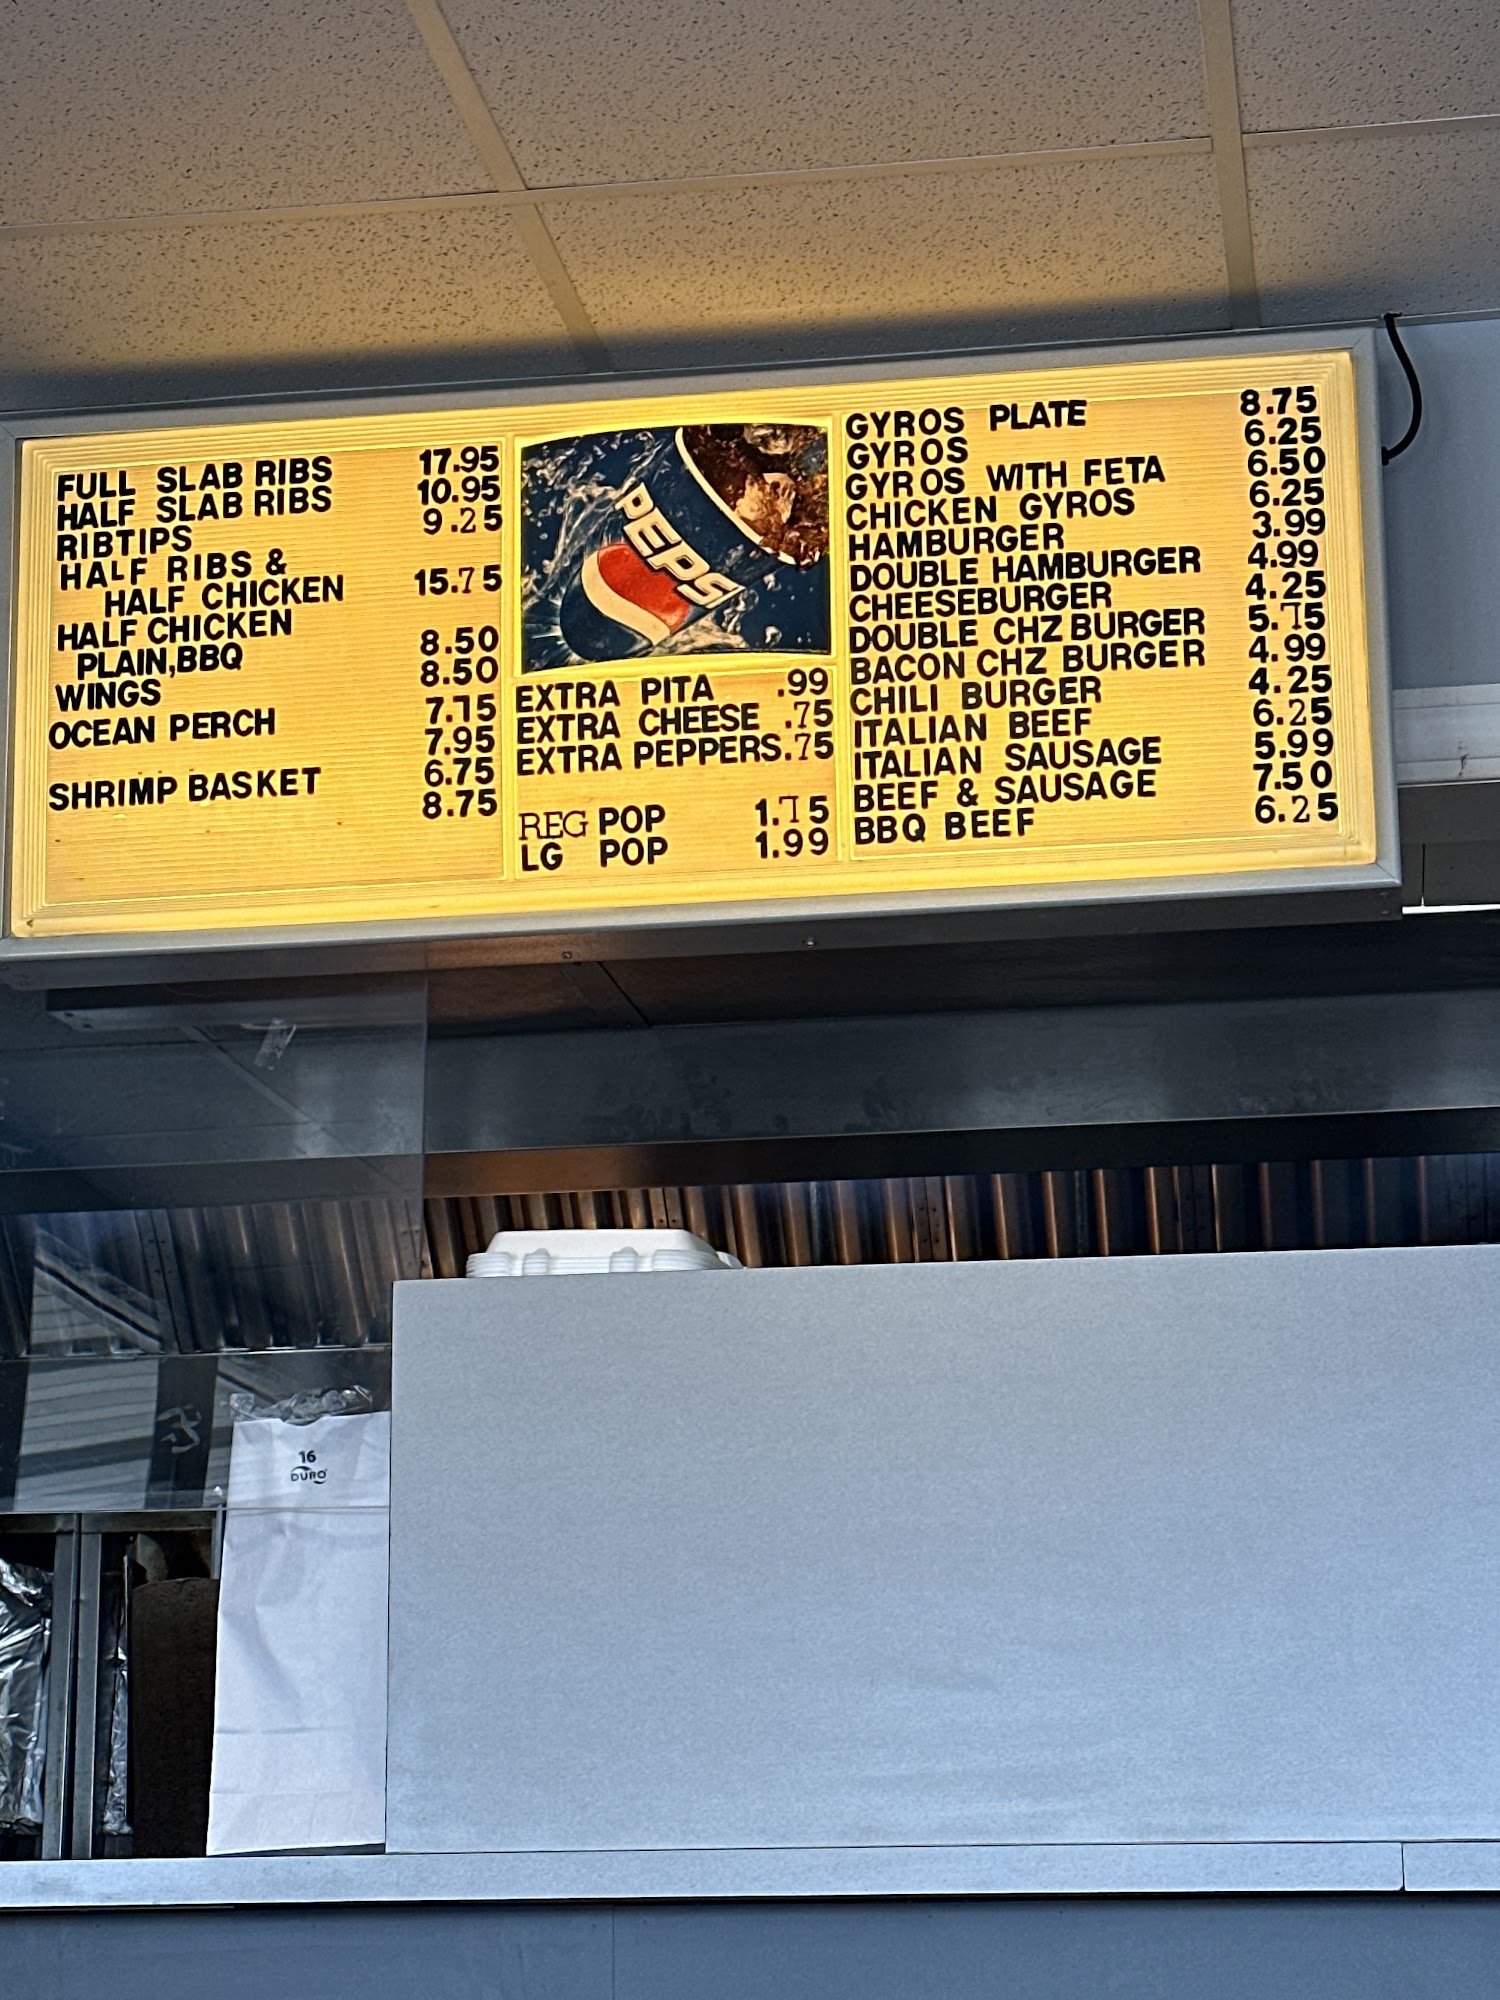 FULL SLAB RIBS 17.95
HALF SLAB RIBS 10.95
RIBTIPS 9.25
HALF RIBS &
HALF CHICKEN 15.75
HALF CHICKEN
PLAIN,BBQ 8.50
WINGS 8.50
OCEAN PERCH 7.75
7.95
SHRIMP BASKET 6.75
8.75
PEPSI
EXTRA PITA .99
EXTRA CHEESE .75
EXTRA PEPPERS .75
REG POP 1.75
LG POP 1.99
GYROS PLATE 8.75
GYROS 6.25
GYROS WITH FETA 6.50
CHICKEN GYROS 6.25
HAMBURGER 3.99
DOUBLE HAMBURGER 4.99
CHEESEBURGER 4.25
DOUBLE CHZ BURGER 5.75
BACON CHZ BURGER 4.99
CHILI BURGER 4.25
ITALIAN BEEF 6.25
ITALIAN SAUSAGE 5.99
BEEF & SAUSAGE 7.50
BBQ BEEF 6.25
16
DURO